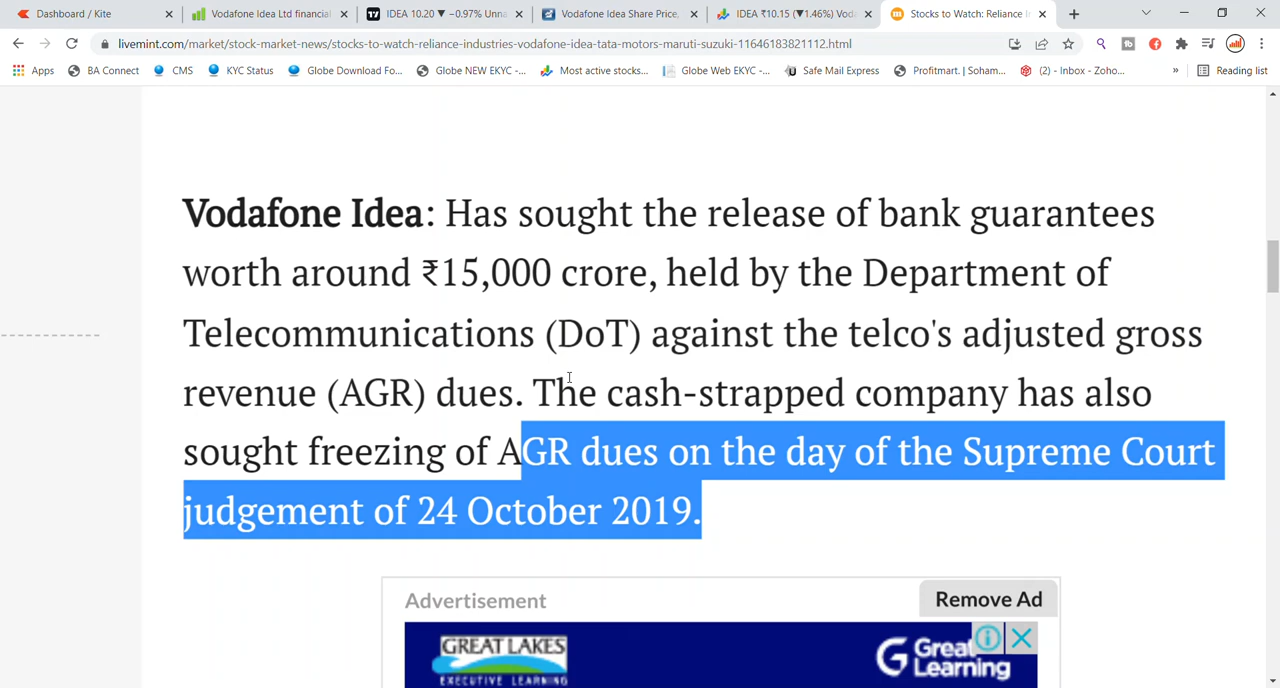 Dashboard / Kite
Vodafone Idea Ltd financial
IDEA 10.20 ▼ −0.97% Unna
Vodafone Idea Share Price,
IDEA ₹10.15 (▼1.46%) Voda
Stocks to Watch: Reliance In
livemint.com/market/stock-market-news/stocks-to-watch-reliance-industries-vodafone-idea-tata-motors-maruti-suzuki-11646183821112.html
Apps
BA Connect
CMS
KYC Status
Globe Download Fo...
Globe NEW EKYC -...
Most active stocks...
Globe Web EKYC -...
Safe Mail Express
Profitmart. | Soham...
(2) - Inbox - Zoho...
»
Reading list
Vodafone Idea: Has sought the release of bank guarantees
worth around ₹15,000 crore, held by the Department of
Telecommunications (DoT) against the telco's adjusted gross
revenue (AGR) dues. The cash-strapped company has also
sought freezing of AGR dues on the day of the Supreme Court
judgement of 24 October 2019.
Advertisement
Remove Ad
GREAT LAKES
EXECUTIVE LEARNING
Great
Learning